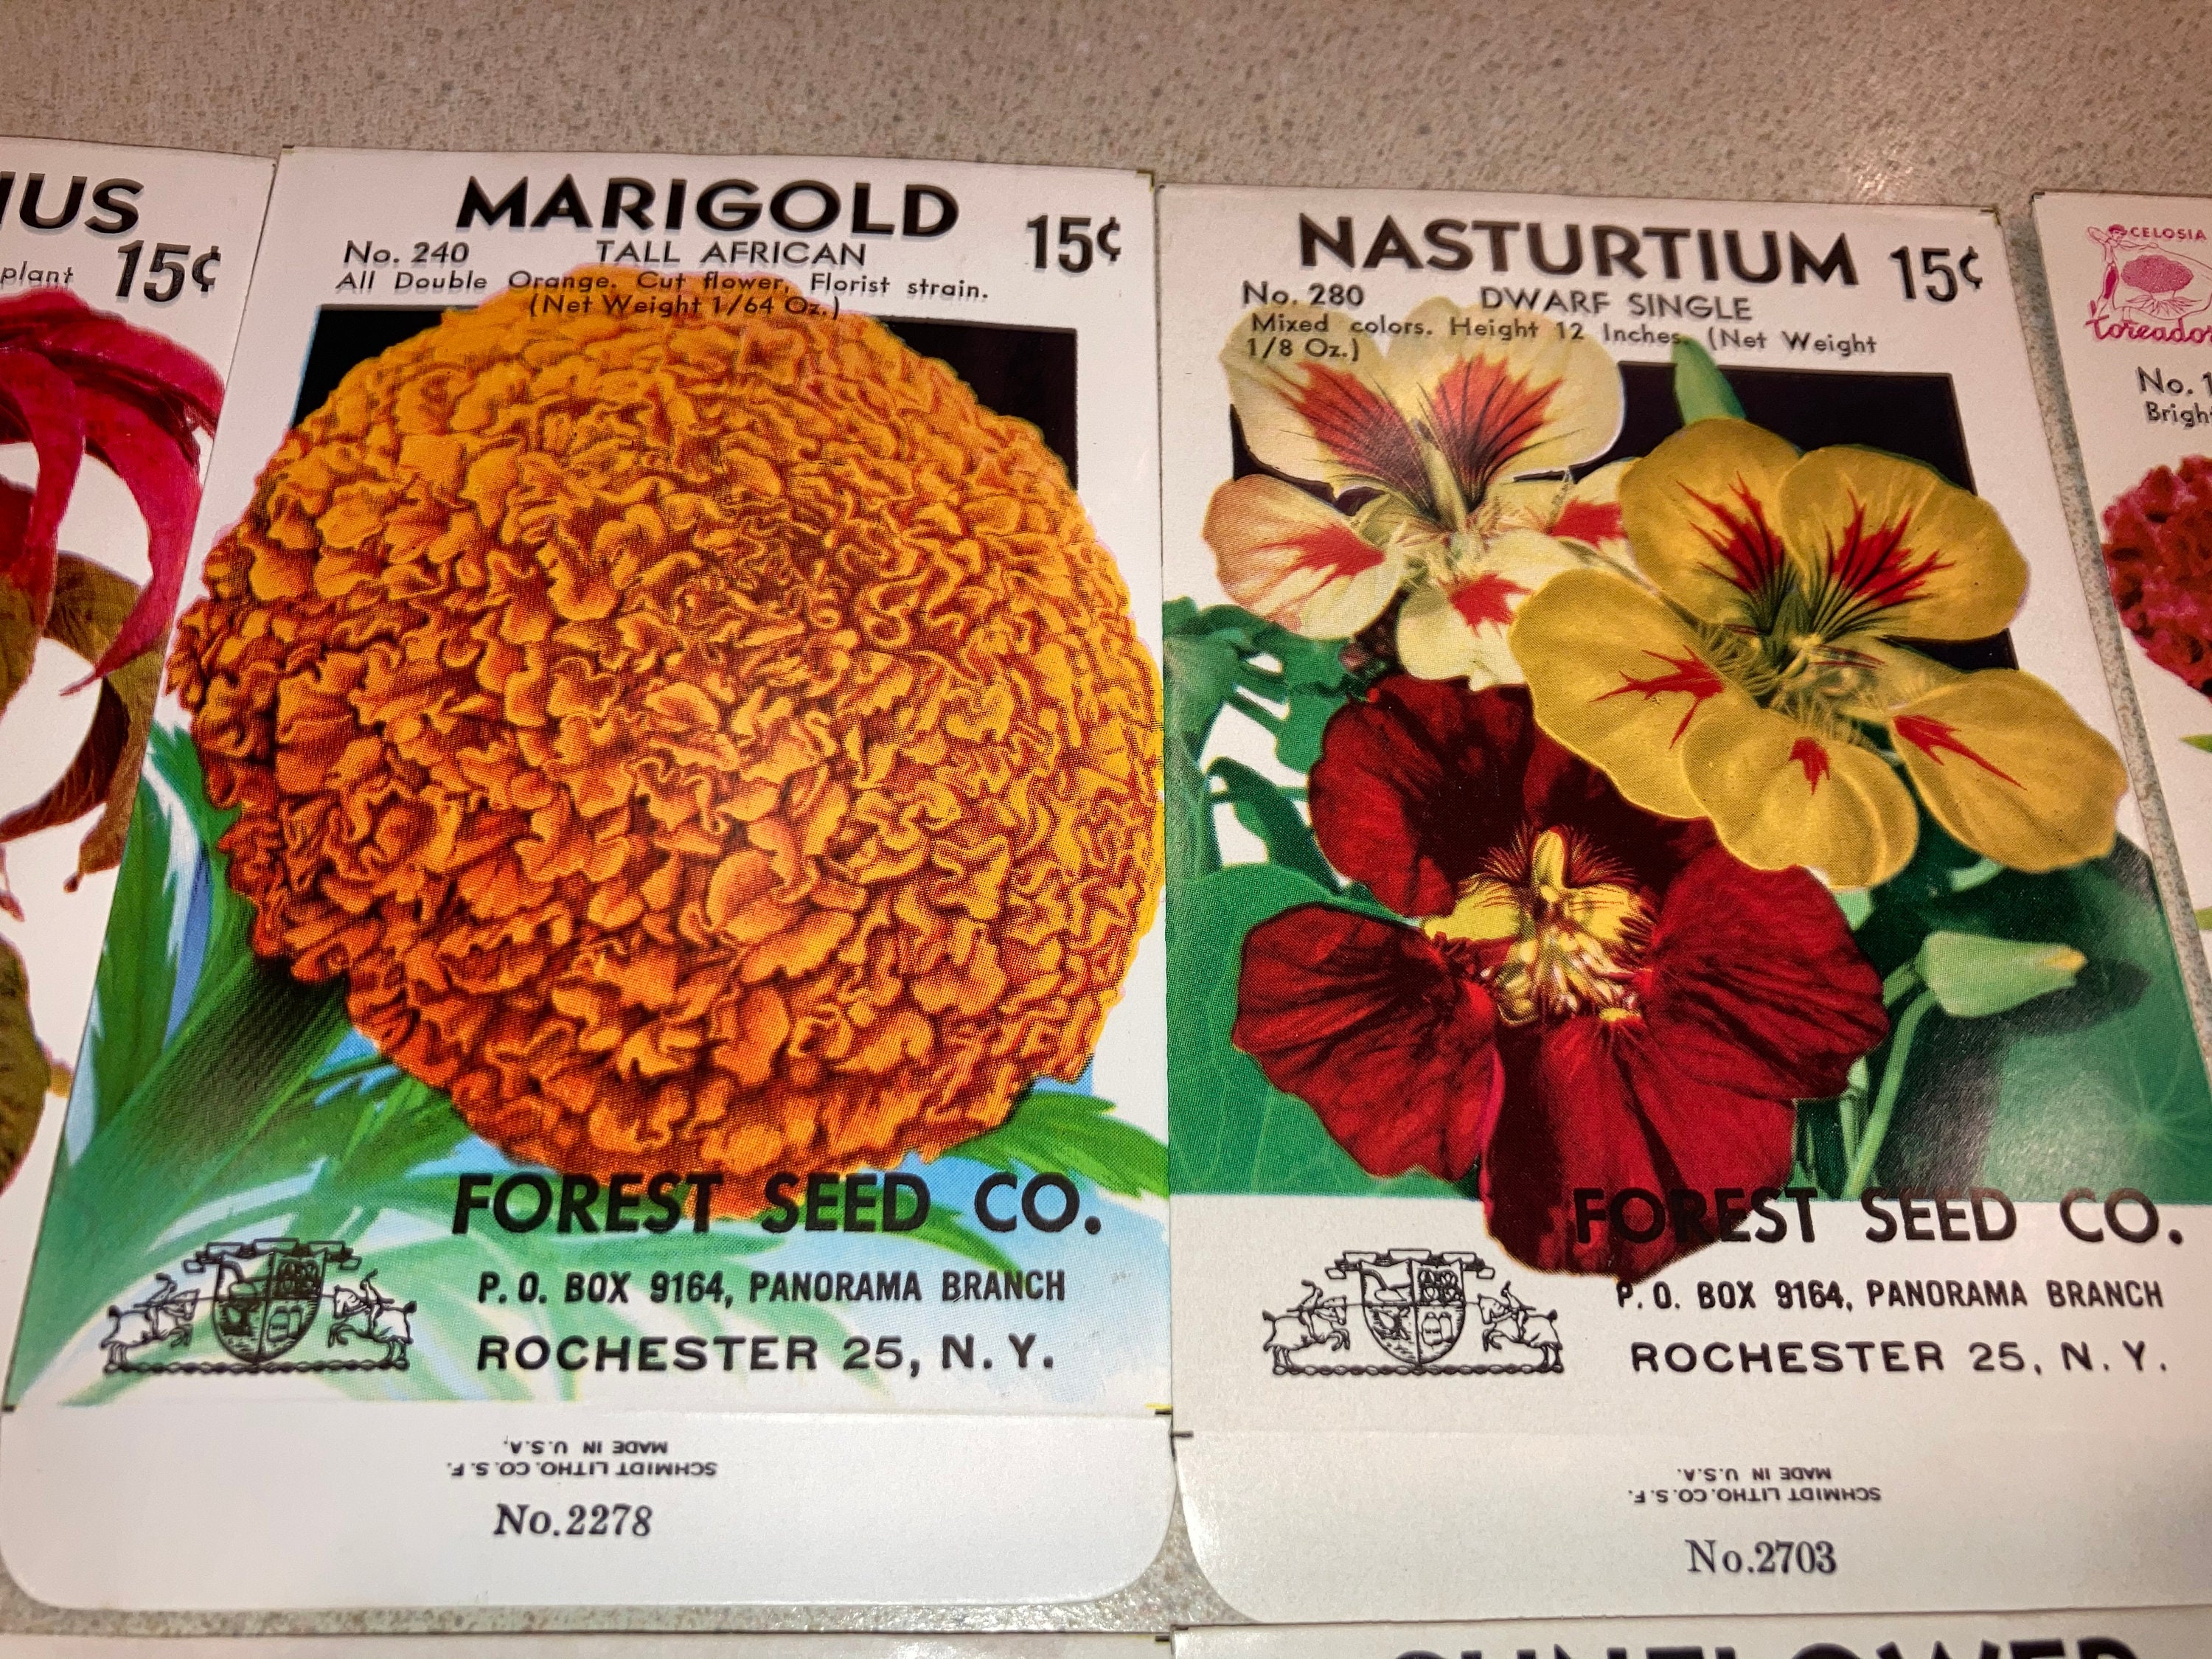 plant
15¢
MARIGOLD
15¢
No. 240
TALL AFRICAN
All Double Orange. Cut flower, Florist strain.
(Net Weight 1/64 Oz.)
FOREST SEED CO.
P. O. BOX 9164, PANORAMA BRANCH
ROCHESTER 25, N. Y.
SCHMIDT LITHO. CO. S. F.
MADE IN U.S.A.
No.2278
NASTURTIUM
15¢
No. 280
DWARF SINGLE
Mixed colors. Height 12 Inches. (Net Weight
1/8 Oz.)
FOREST SEED CO.
P. O. BOX 9164, PANORAMA BRANCH
ROCHESTER 25, N. Y.
SCHMIDT LITHO. CO. S. F.
MADE IN U.S.A.
No.2703
CELOSIA
Toreador
No.